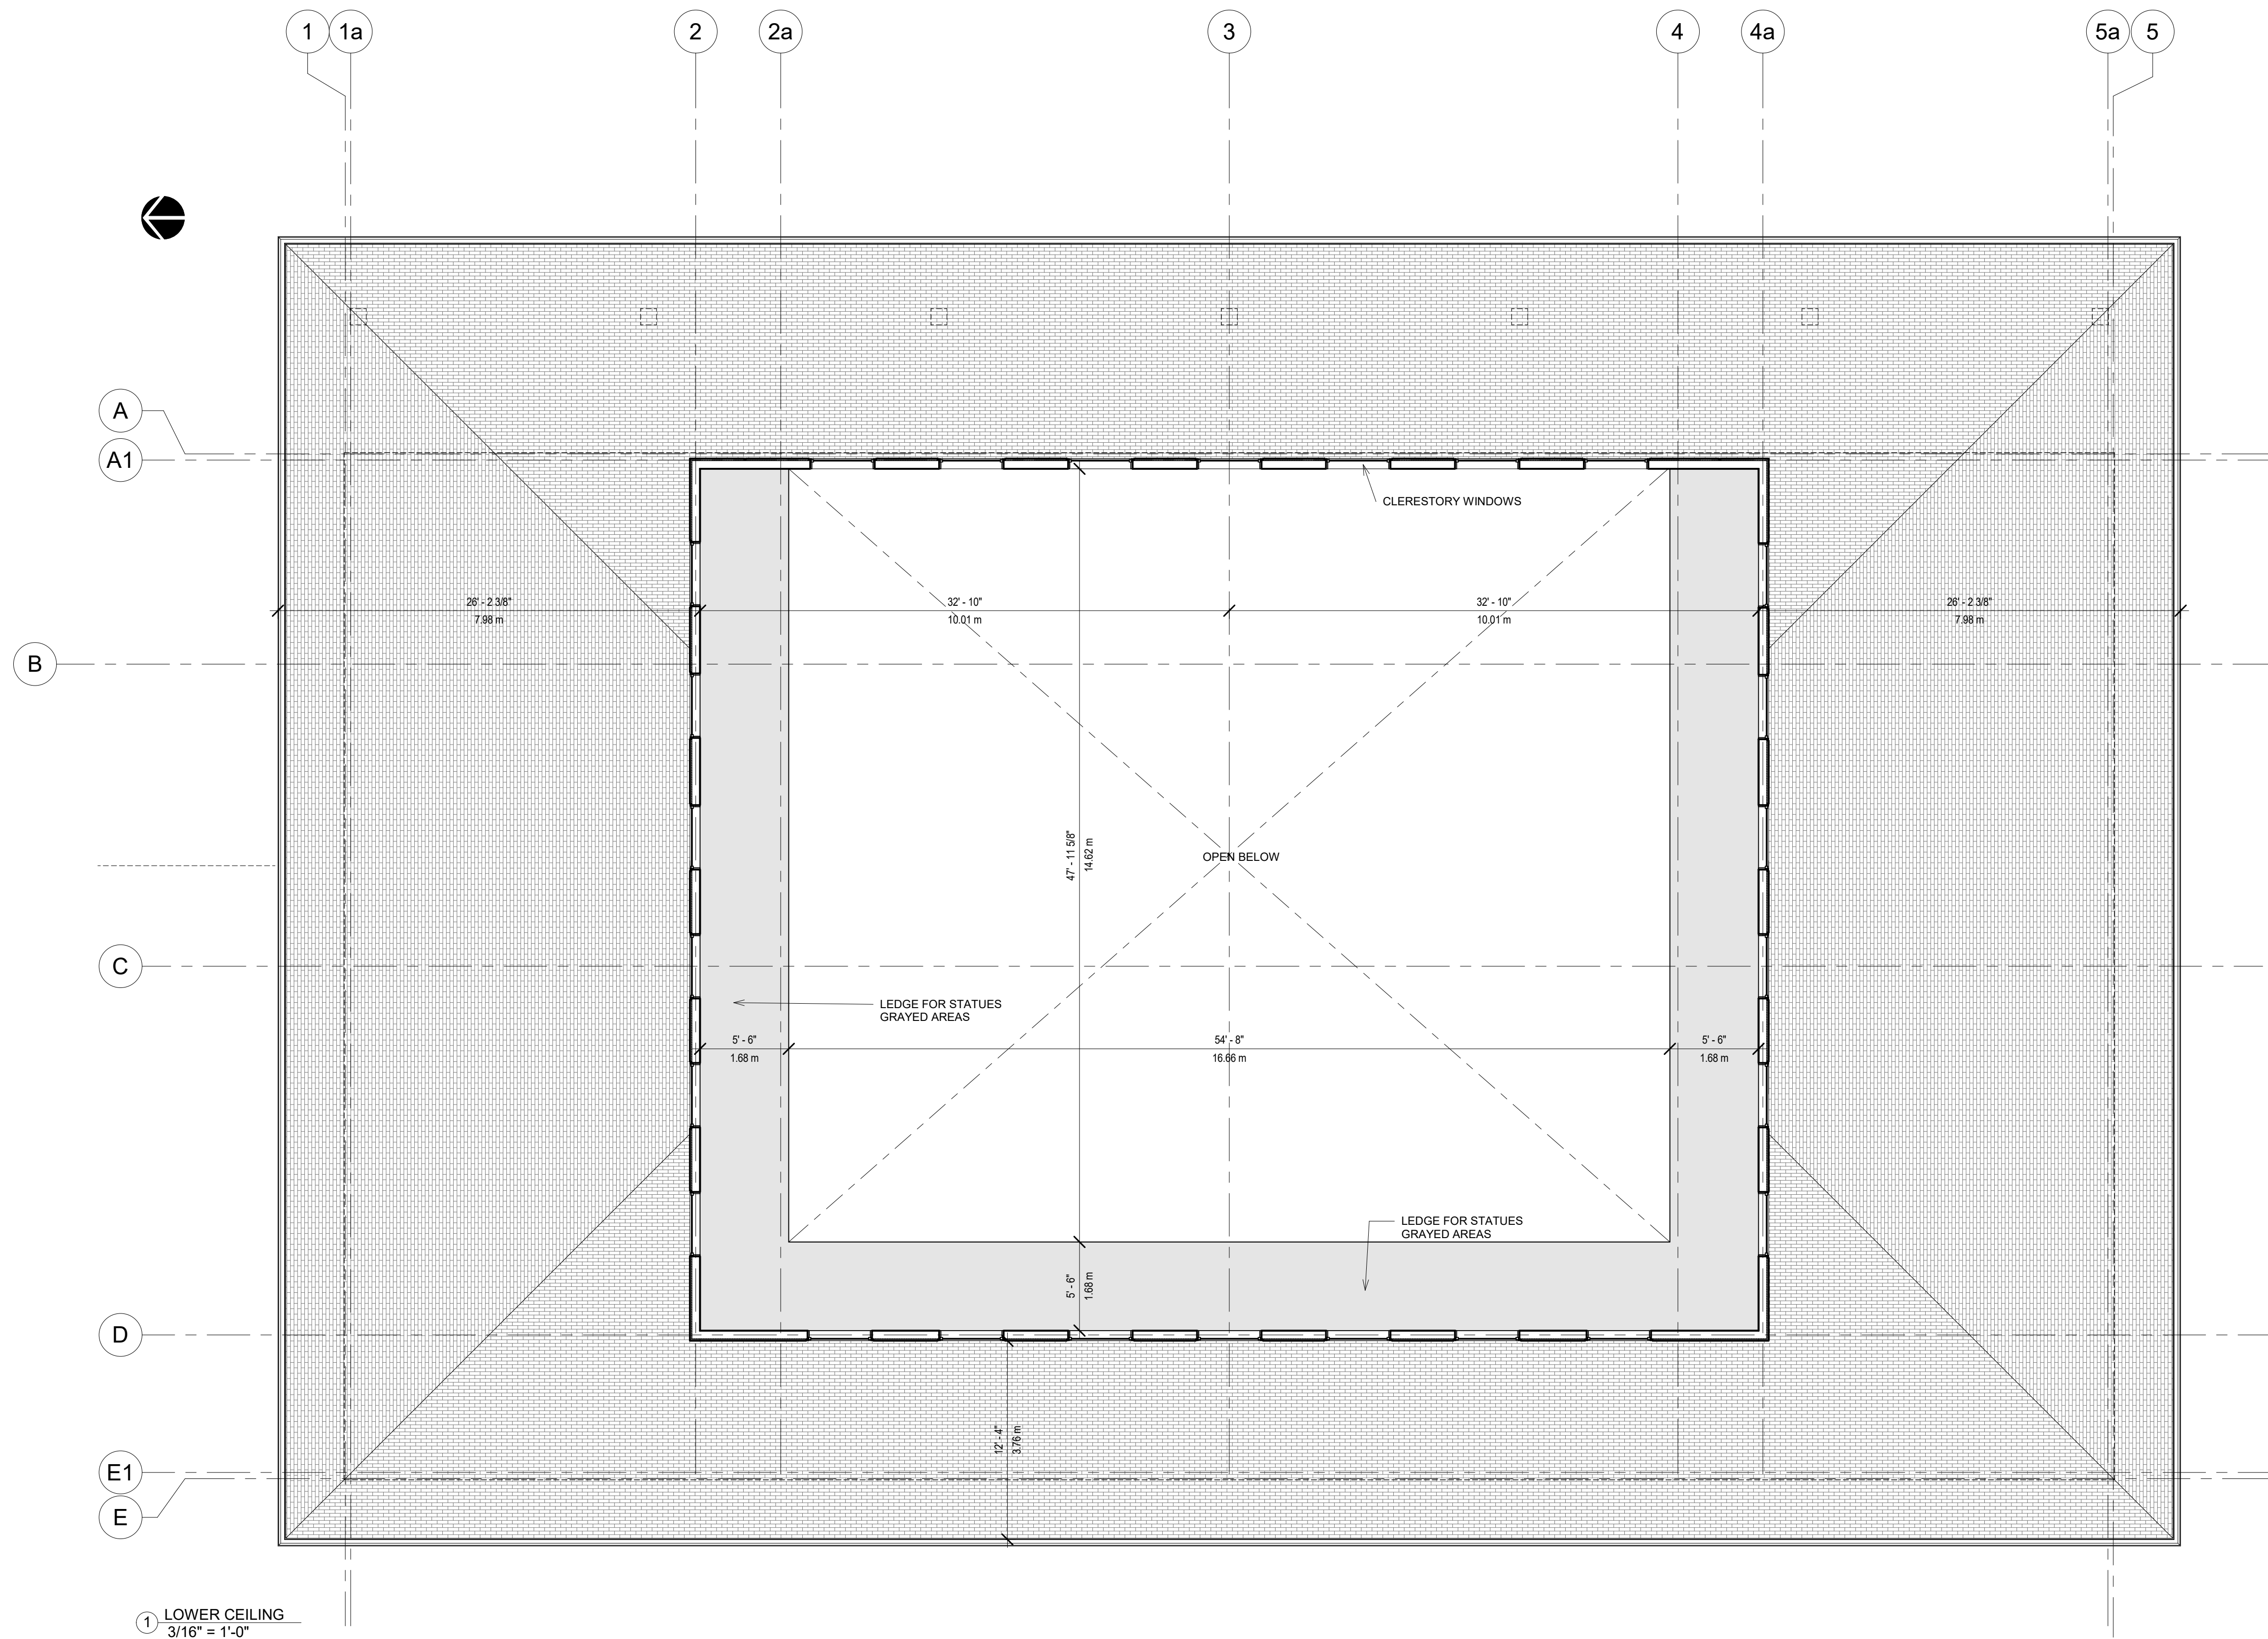 1 1a 2 2a 3 4 4a 5a 5
A
A1
CLERESTORY WINDOWS
26' - 2 3/8" 32' - 10" 32' - 10" 26' - 2 3/8"
7.98 m 10.01 m 10.01 m 7.98 m
B
47' - 11 5/8"
14.62 m
OPEN BELOW
C
LEDGE FOR STATUES
GRAYED AREAS
5' - 6" 54' - 8" 5' - 6"
1.68 m 16.66 m 1.68 m
LEDGE FOR STATUES
GRAYED AREAS
5' - 6"
1.68 m
D
12' - 4"
3.76 m
E1
E
1 LOWER CEILING
3/16" = 1'-0"